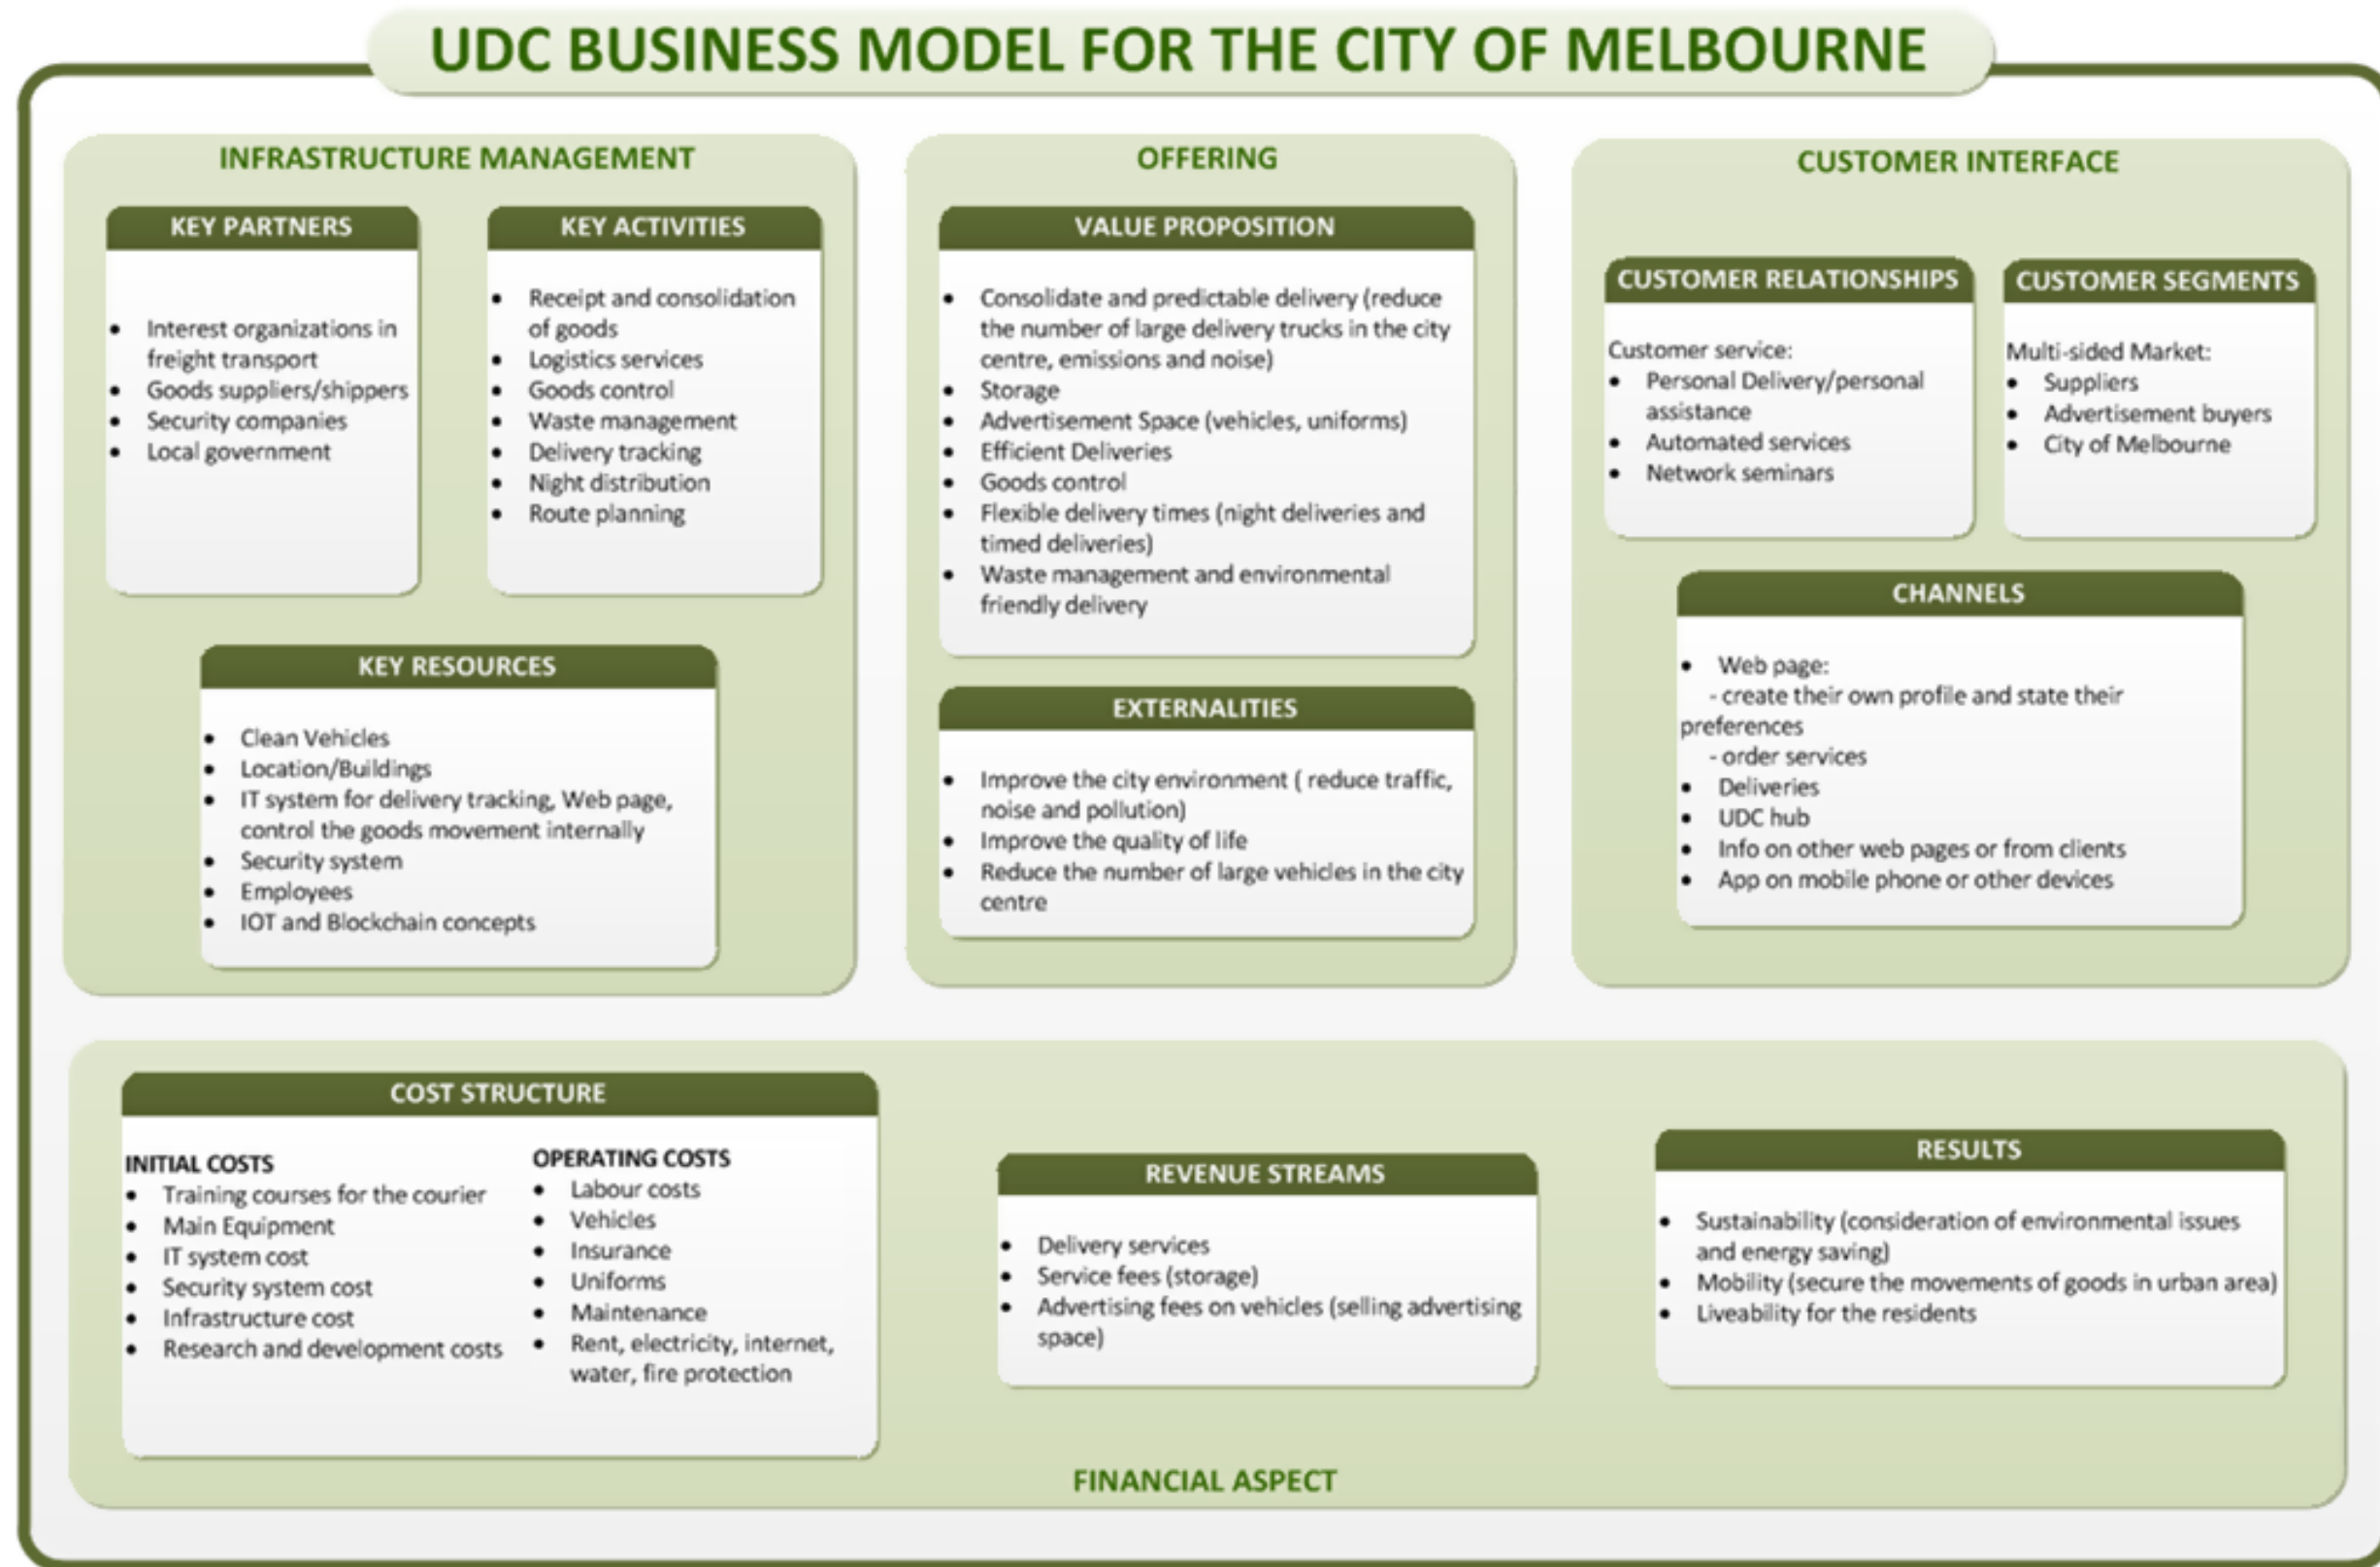 UDC BUSINESS MODEL FOR THE CITY OF MELBOURNE
INFRASTRUCTURE MANAGEMENT
KEY PARTNERS
• Interest organizations in
freight transport
• Goods suppliers/shippers
• Security companies
• Local government
KEY ACTIVITIES
• Receipt and consolidation
of goods
• Logistics services
• Goods control
• Waste management
• Delivery tracking
• Night distribution
• Route planning
KEY RESOURCES
• Clean Vehicles
• Location/Buildings
• IT system for delivery tracking, Web page,
control the goods movement internally
• Security system
• Employees
• IOT and Blockchain concepts
OFFERING
VALUE PROPOSITION
• Consolidate and predictable delivery (reduce
the number of large delivery trucks in the city
centre, emissions and noise)
• Storage
• Advertisement Space (vehicles, uniforms)
• Efficient Deliveries
• Goods control
• Flexible delivery times (night deliveries and
timed deliveries)
• Waste management and environmental
friendly delivery
EXTERNALITIES
• Improve the city environment ( reduce traffic,
noise and pollution)
• Improve the quality of life
• Reduce the number of large vehicles in the city
centre
CUSTOMER INTERFACE
CUSTOMER RELATIONSHIPS
Customer service:
• Personal Delivery/personal
assistance
• Automated services
• Network seminars
CUSTOMER SEGMENTS
Multi-sided Market:
• Suppliers
• Advertisement buyers
• City of Melbourne
CHANNELS
• Web page:
- create their own profile and state their
preferences
- order services
• Deliveries
• UDC hub
• Info on other web pages or from clients
• App on mobile phone or other devices
COST STRUCTURE
INITIAL COSTS
• Training courses for the courier
• Main Equipment
• IT system cost
• Security system cost
• Infrastructure cost
• Research and development costs
OPERATING COSTS
• Labour costs
• Vehicles
• Insurance
• Uniforms
• Maintenance
• Rent, electricity, internet,
water, fire protection
REVENUE STREAMS
• Delivery services
• Service fees (storage)
• Advertising fees on vehicles (selling advertising
space)
RESULTS
• Sustainability (consideration of environmental issues
and energy saving)
• Mobility (secure the movements of goods in urban area)
• Liveability for the residents
FINANCIAL ASPECT